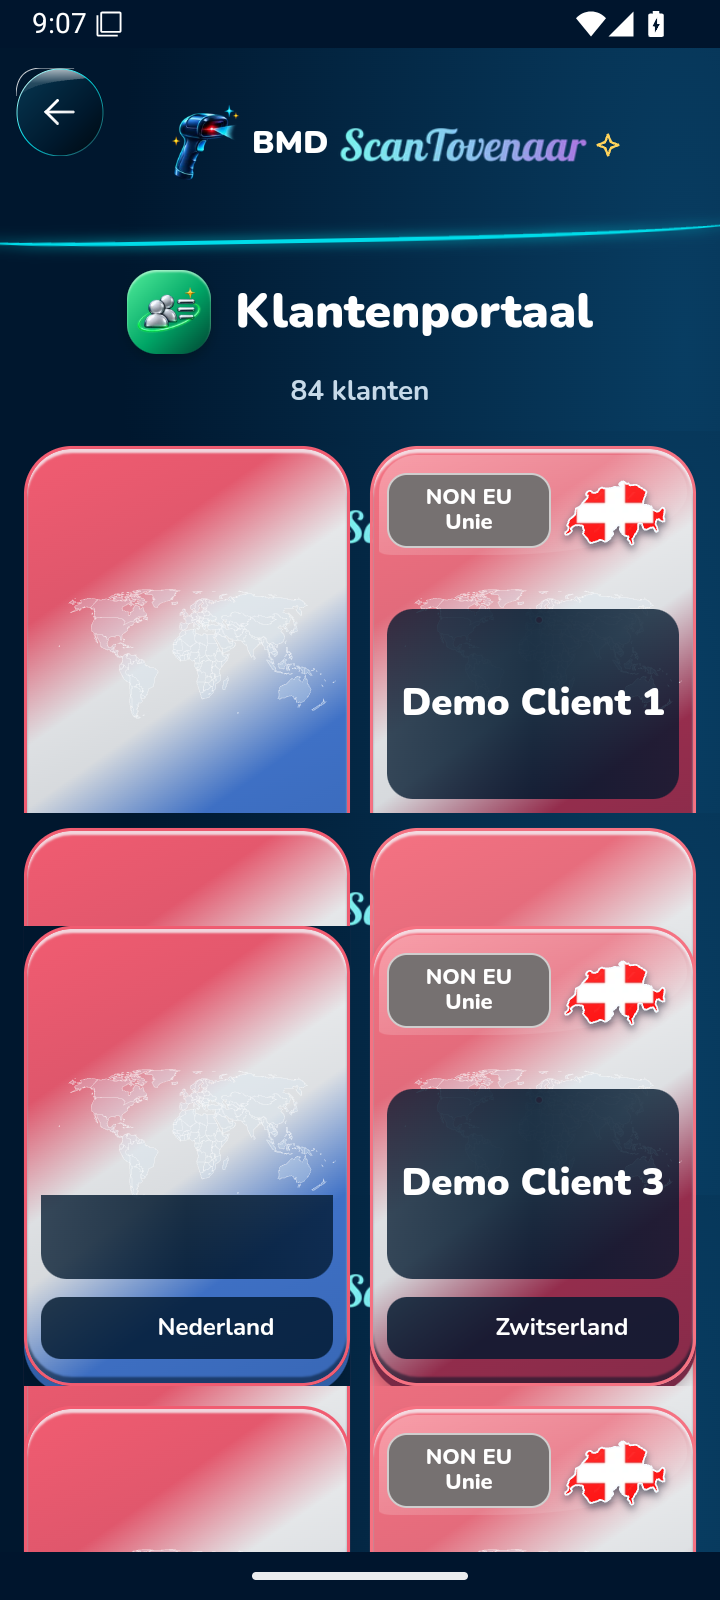 9:07
BMD ScanTovenaar
Klantenportaal
84 klanten
NON EU
Unie
Demo Client 1
NON EU
Unie
Demo Client 3
Nederland
Zwitserland
NON EU
Unie